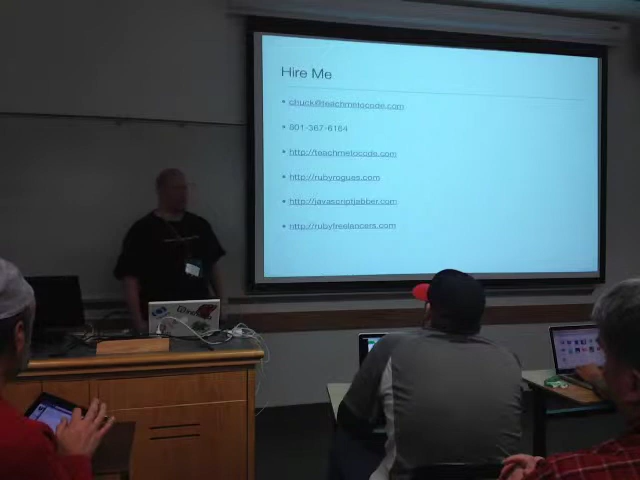 Hire Me
chuck@teachmetocode.com
801-367-6164
http://teachmetocode.com
http://rubyrogues.com
http://javascriptjabber.com
http://rubyfreelancers.com